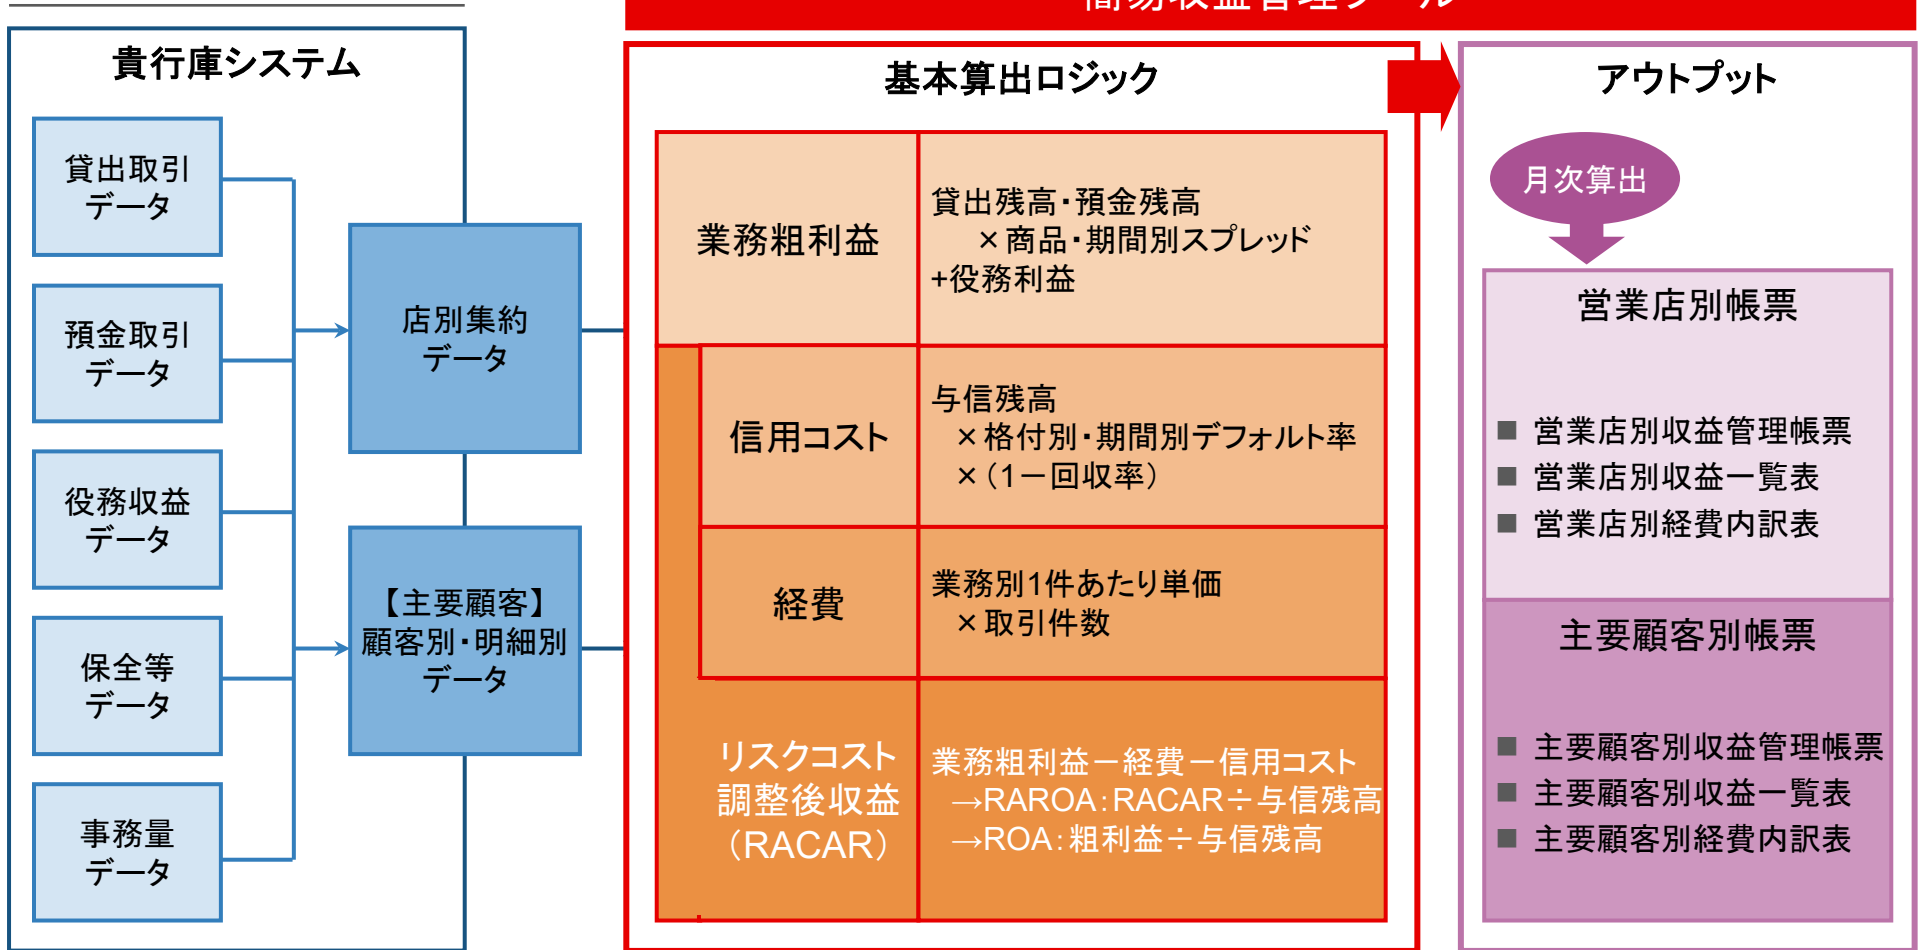 簡易収益管理ツール
貴行庫システム
貸出取引
データ
預金取引
データ
役務収益
データ
保全等
データ
事務量
データ
店別集約
データ
【主要顧客】
顧客別・明細別
データ
基本算出ロジック
業務粗利益
貸出残高・預金残高
×商品・期間別スプレッド
+役務利益
信用コスト
与信残高
×格付別・期間別デフォルト率
×(1－回収率)
経費
業務別1件あたり単価
×取引件数
リスクコスト
調整後収益
(RACAR)
業務粗利益－経費－信用コスト
→RAROA:RACAR÷与信残高
→ROA:粗利益÷与信残高
アウトプット
月次算出
営業店別帳票
■ 営業店別収益管理帳票
■ 営業店別収益一覧表
■ 営業店別経費内訳表
主要顧客別帳票
■ 主要顧客別収益管理帳票
■ 主要顧客別収益一覧表
■ 主要顧客別経費内訳表